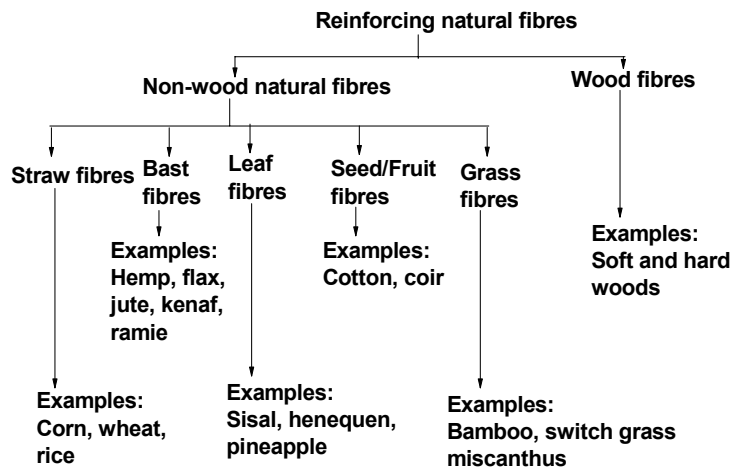 Reinforcing natural fibres
Non-wood natural fibres
Wood fibres
Straw fibres
Bast
fibres
Leaf
fibres
Seed/Fruit
fibres
Grass
fibres
Examples:
Hemp, flax,
jute, kenaf,
ramie
Examples:
Cotton, coir
Examples:
Soft and hard
woods
Examples:
Corn, wheat,
rice
Examples:
Sisal, henequen,
pineapple
Examples:
Bamboo, switch grass
miscanthus